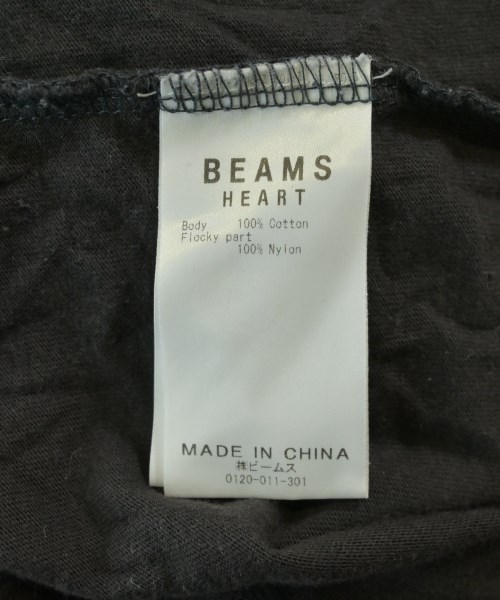 BEAMS
HEART
Body 100% Cotton
Flocky part
100% Nylon
MADE IN CHINA
㈱ビームス
0120-011-301